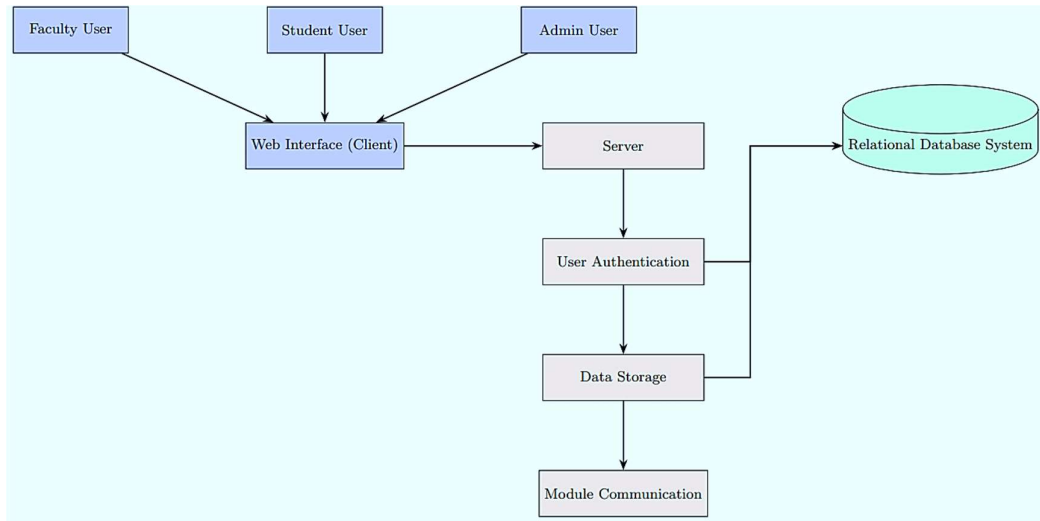 Faculty User
Student User
Admin User
Web Interface (Client)
Server
Relational Database System
User Authentication
Data Storage
Module Communication